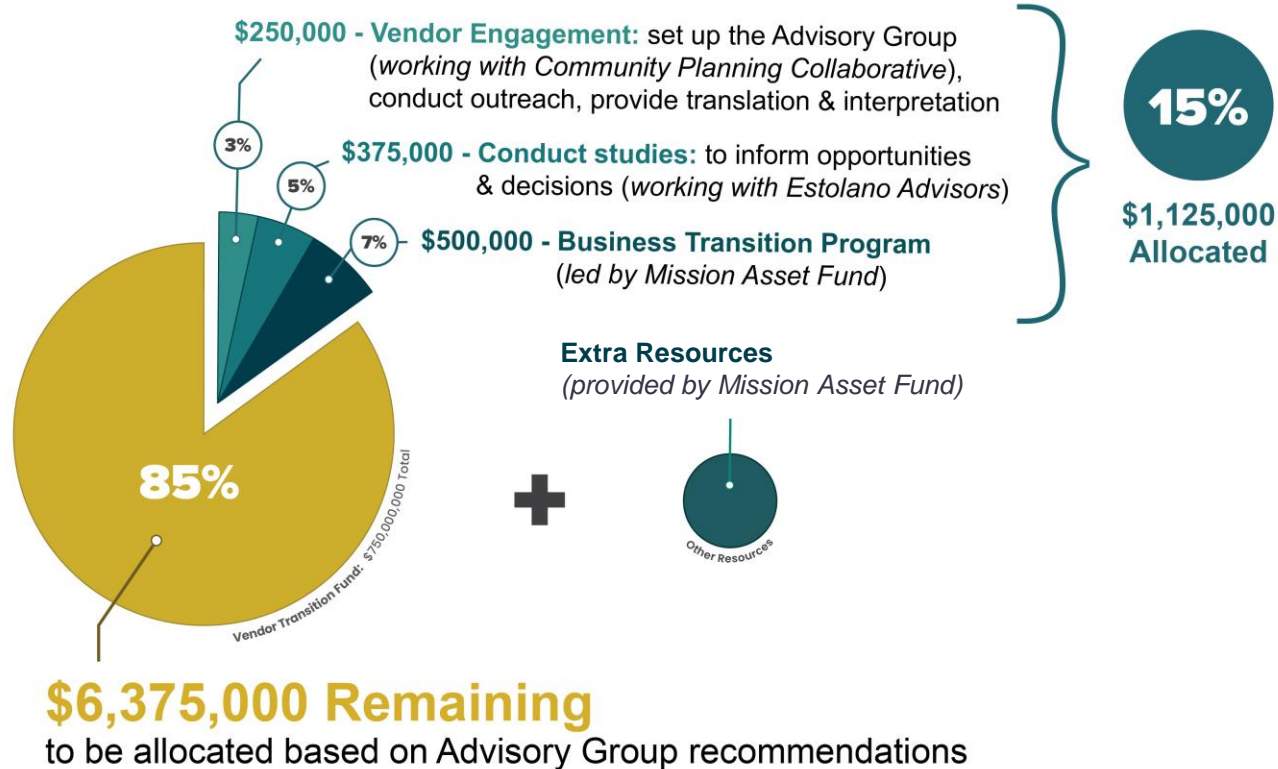 $250,000 - Vendor Engagement: set up the Advisory Group
(working with Community Planning Collaborative),
conduct outreach, provide translation & interpretation
3%
$375,000 - Conduct studies: to inform opportunities
& decisions (working with Estolano Advisors)
5%
$500,000 - Business Transition Program
(led by Mission Asset Fund)
7%
15%
$1,125,000
Allocated
Extra Resources
(provided by Mission Asset Fund)
Other Resources
85%
Vendor Transition Fund: $750,000,000 Total
$6,375,000 Remaining
to be allocated based on Advisory Group recommendations